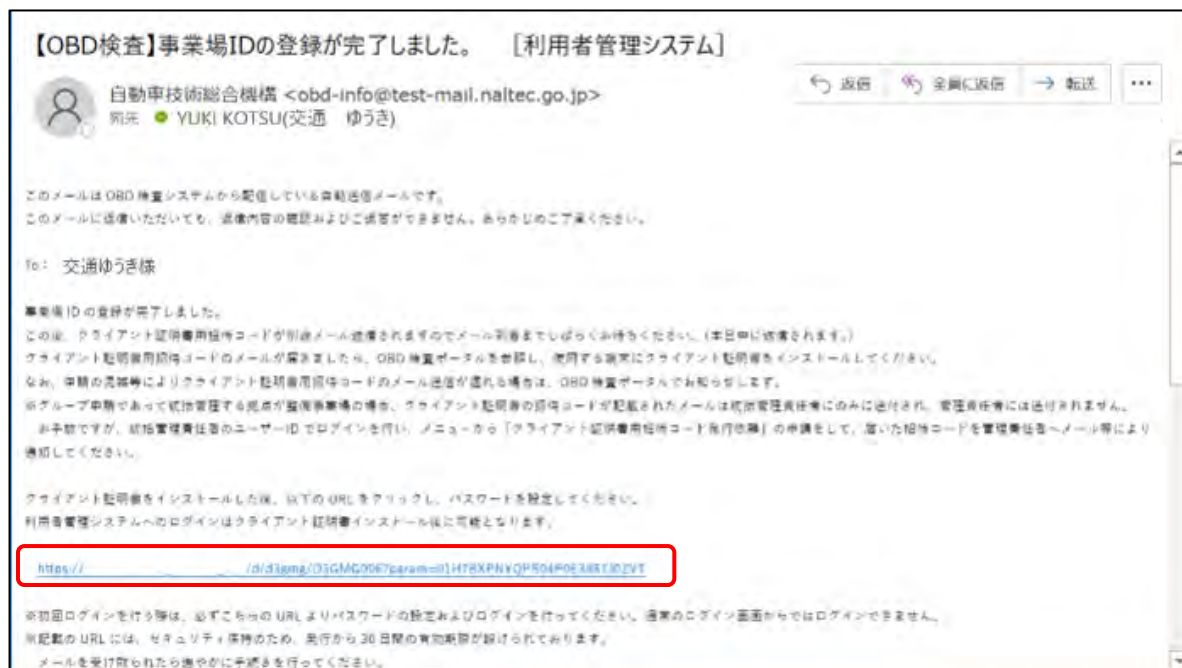 【OBD検査】事業場IDの登録が完了しました。 [利用者管理システム]
返信 全員に返信 転送 …
自動車技術総合機構 <obd-info@test-mail.naltec.go.jp>
宛先 YUKI KOTSU(交通 ゆうき)
このメールは OBD 検査システムから配信している自動送信メールです。
このメールに返信いただいても、返信内容の確認およびご返答ができません。あらかじめご了承ください。
To: 交通ゆうき様
事業場 ID の登録が完了しました。
この後、クライアント証明書用招待コードが別途メール送信されますのでメール到着までしばらくお待ちください。(本日中に送信されます。)
クライアント証明書用招待コードのメールが届きましたら、OBD 検査ポータルを参照し、使用する端末にクライアント証明書をインストールしてください。
なお、申請の混雑等によりクライアント証明書用招待コードのメール送信が遅れる場合は、OBD 検査ポータルでお知らせします。
※グループ申請であって統括管理する拠点が整備事業場の場合、クライアント証明書の招待コードが記載されたメールは統括管理責任者にのみに送付され、管理責任者には送付されません。
お手数ですが、統括管理責任者のユーザーID でログインを行い、メニューから「クライアント証明書用招待コード発行依頼」の申請をして、届いた招待コードを管理責任者へメール等により
通知してください。
クライアント証明書をインストールした後、以下の URL をクリックし、パスワードを設定してください。
利用者管理システムへのログインはクライアント証明書インストール後に可能となります。
https://
※初回ログインを行う際は、必ずこちらの URL よりパスワードの設定およびログインを行ってください。通常のログイン画面からではログインできません。
※記載の URL には、セキュリティ保持のため、発行から 30 日間の有効期限が設けられております。
メールを受け取られたら速やかに手続きを行ってください。